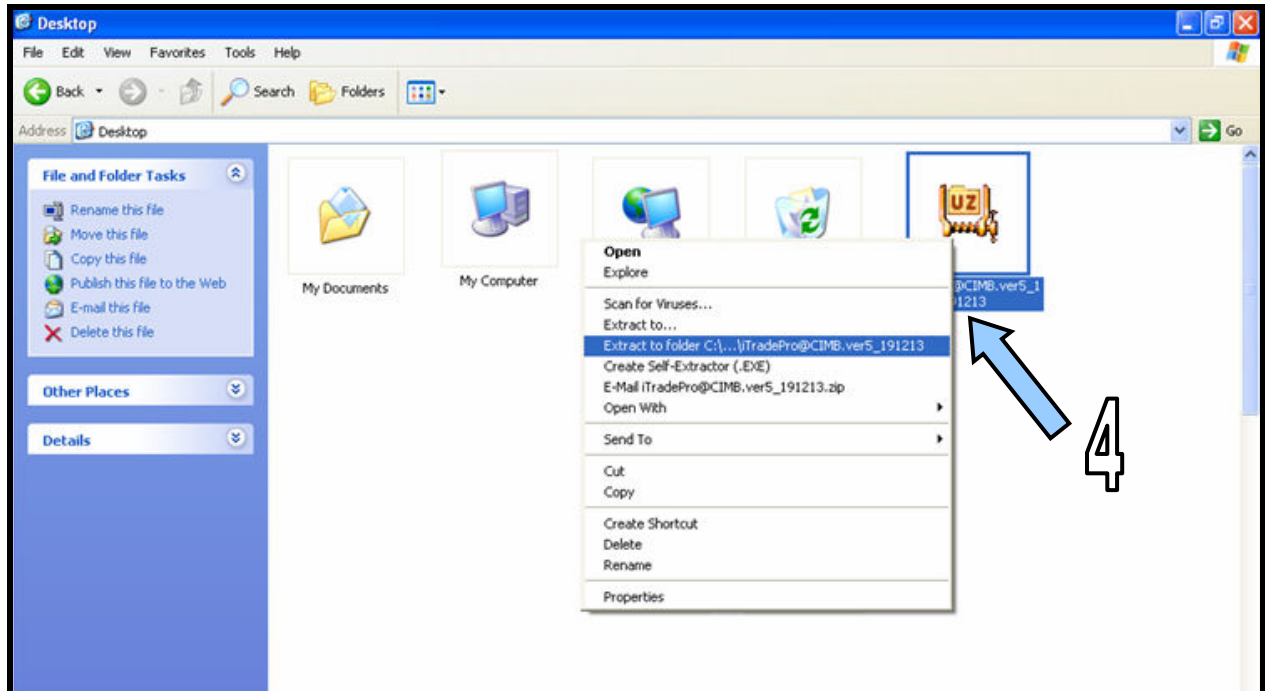 Desktop
File Edit View Favorites Tools Help
Back Search Folders
Address Desktop Go
File and Folder Tasks
Rename this file
Move this file
Copy this file
Publish this file to the Web
E-mail this file
Delete this file
Other Places
Details
My Documents
My Computer
UZ
@CIMB.ver5_1
91213
Open
Explore
Scan for Viruses...
Extract to...
Extract to folder C:\...\iTradePro@CIMB.ver5_191213
Create Self-Extractor (.EXE)
E-Mail iTradePro@CIMB.ver5_191213.zip
Open With
Send To
Cut
Copy
Create Shortcut
Delete
Rename
Properties
4